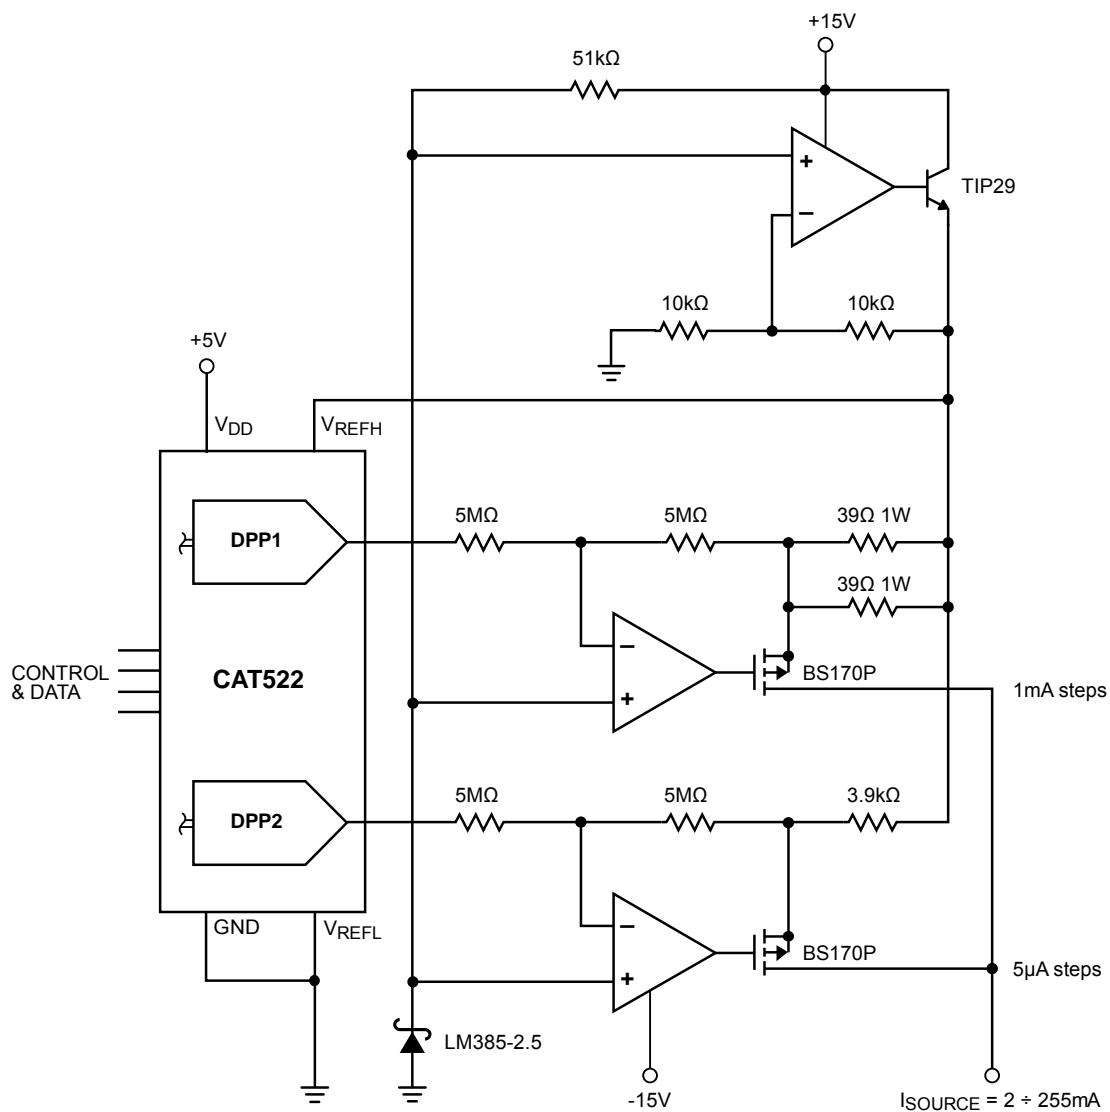 +15V
51kΩ
+
TIP29
−
10kΩ
10kΩ
+5V
VDD
VREFH
DPP1
5MΩ
5MΩ
39Ω 1W
39Ω 1W
−
CONTROL
& DATA
CAT522
BS170P
+
1mA steps
DPP2
5MΩ
5MΩ
3.9kΩ
GND
VREFL
−
BS170P
+
5µA steps
LM385-2.5
-15V
ISOURCE = 2 ÷ 255mA